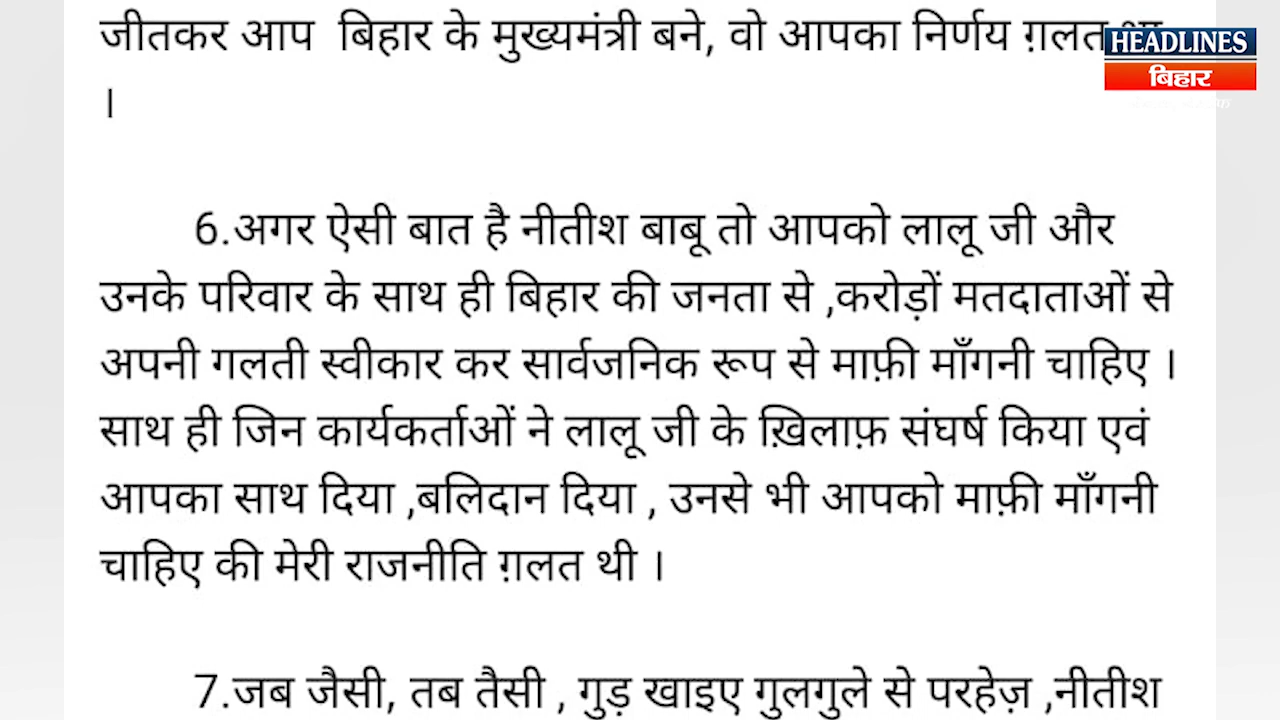 जीतकर आप बिहार के मुख्यमंत्री बने, वो आपका निर्णय ग़लत
।
HEADLINES
बिहार
6.अगर ऐसी बात है नीतीश बाबू तो आपको लालू जी और
उनके परिवार के साथ ही बिहार की जनता से ,करोड़ों मतदाताओं से
अपनी गलती स्वीकार कर सार्वजनिक रूप से माफ़ी माँगनी चाहिए ।
साथ ही जिन कार्यकर्ताओं ने लालू जी के ख़िलाफ़ संघर्ष किया एवं
आपका साथ दिया ,बलिदान दिया , उनसे भी आपको माफ़ी माँगनी
चाहिए की मेरी राजनीति ग़लत थी ।
7.जब जैसी, तब तैसी , गुड़ खाइए गुलगुले से परहेज़ ,नीतीश